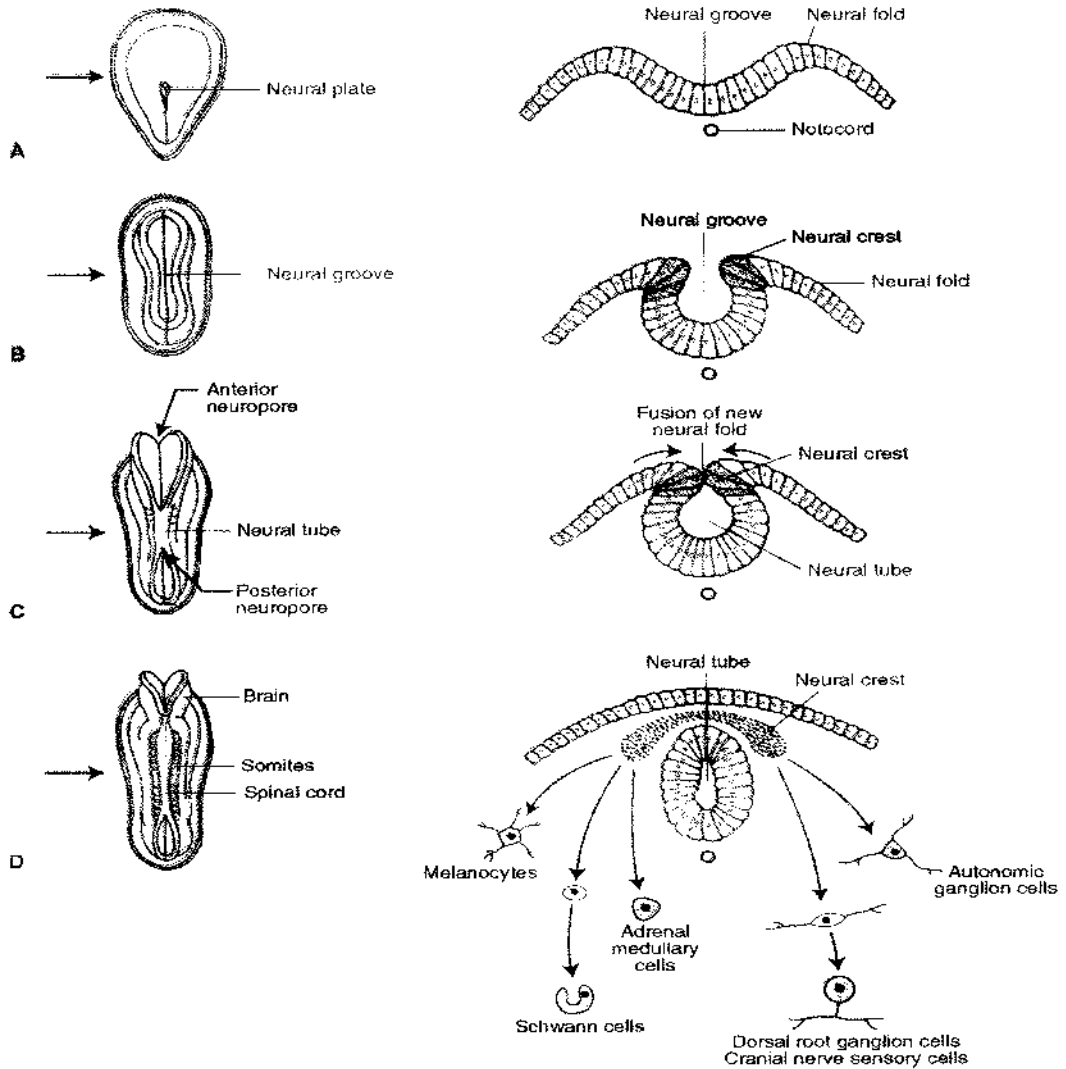 Neural groove
Neural fold
Neural plate
Notocord
A
Neural groove
Neural crest
Neural groove
Neural fold
B
Anterior
neuropore
Fusion of new
neural fold
Neural crest
Neural tube
Neural tube
Posterior
neuropore
C
Neural tube
Neural crest
Brain
Somites
Spinal cord
D
Melanocytes
Autonomic
ganglion cells
Adrenal
medullary
cells
Schwann cells
Dorsal root ganglion cells
Cranial nerve sensory cells